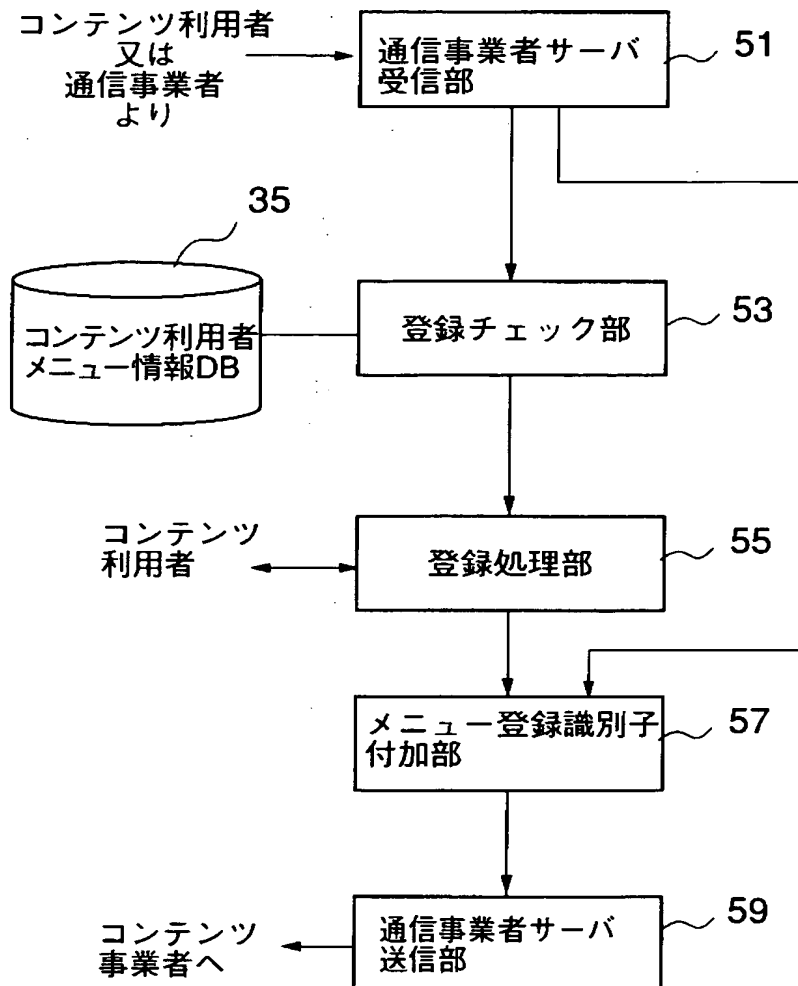 コンテンツ利用者
又は
通信事業者
より
通信事業者サーバ
受信部
51
35
コンテンツ利用者
メニュー情報DB
登録チェック部
53
コンテンツ
利用者
登録処理部
55
メニュー登録識別子
付加部
57
コンテンツ
事業者へ
通信事業者サーバ
送信部
59